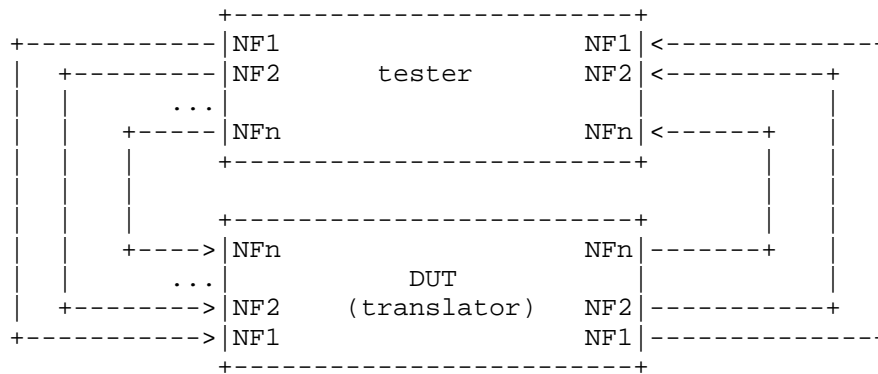 NF1 NF1
NF2 tester NF2
...
NFn NFn
NFn NFn
... DUT
NF2 (translator) NF2
NF1 NF1